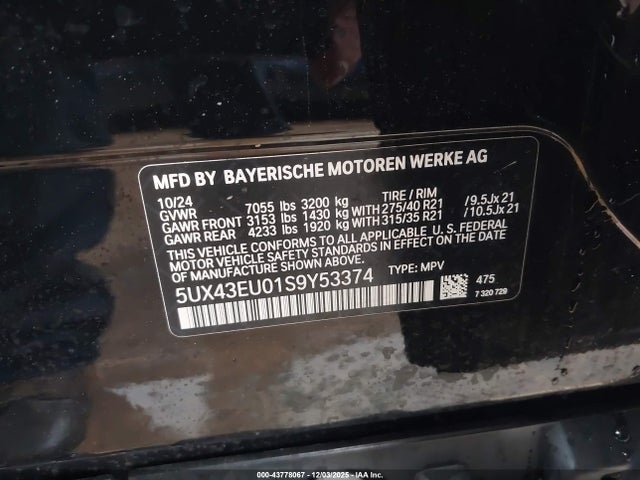 MFD BY BAYERISCHE MOTOREN WERKE AG
10/24 TIRE / RIM
GVWR 7055 lbs 3200 kg
GAWR FRONT 3153 lbs 1430 kg WITH 275/40 R21 /9.5Jx21
GAWR REAR 4233 lbs 1920 kg WITH 315/35 R21 /10.5Jx21
THIS VEHICLE CONFORMS TO ALL APPLICABLE U. S. FEDERAL
MOTOR VEHICLE SAFETY STANDARDS IN EFFECT ON THE
DATE OF MANUFACTURE SHOWN ABOVE.
5UX43EU01S9Y53374 TYPE: MPV
475
7 320 729
000-43778067 - 12/03/2025 - IAA Inc.